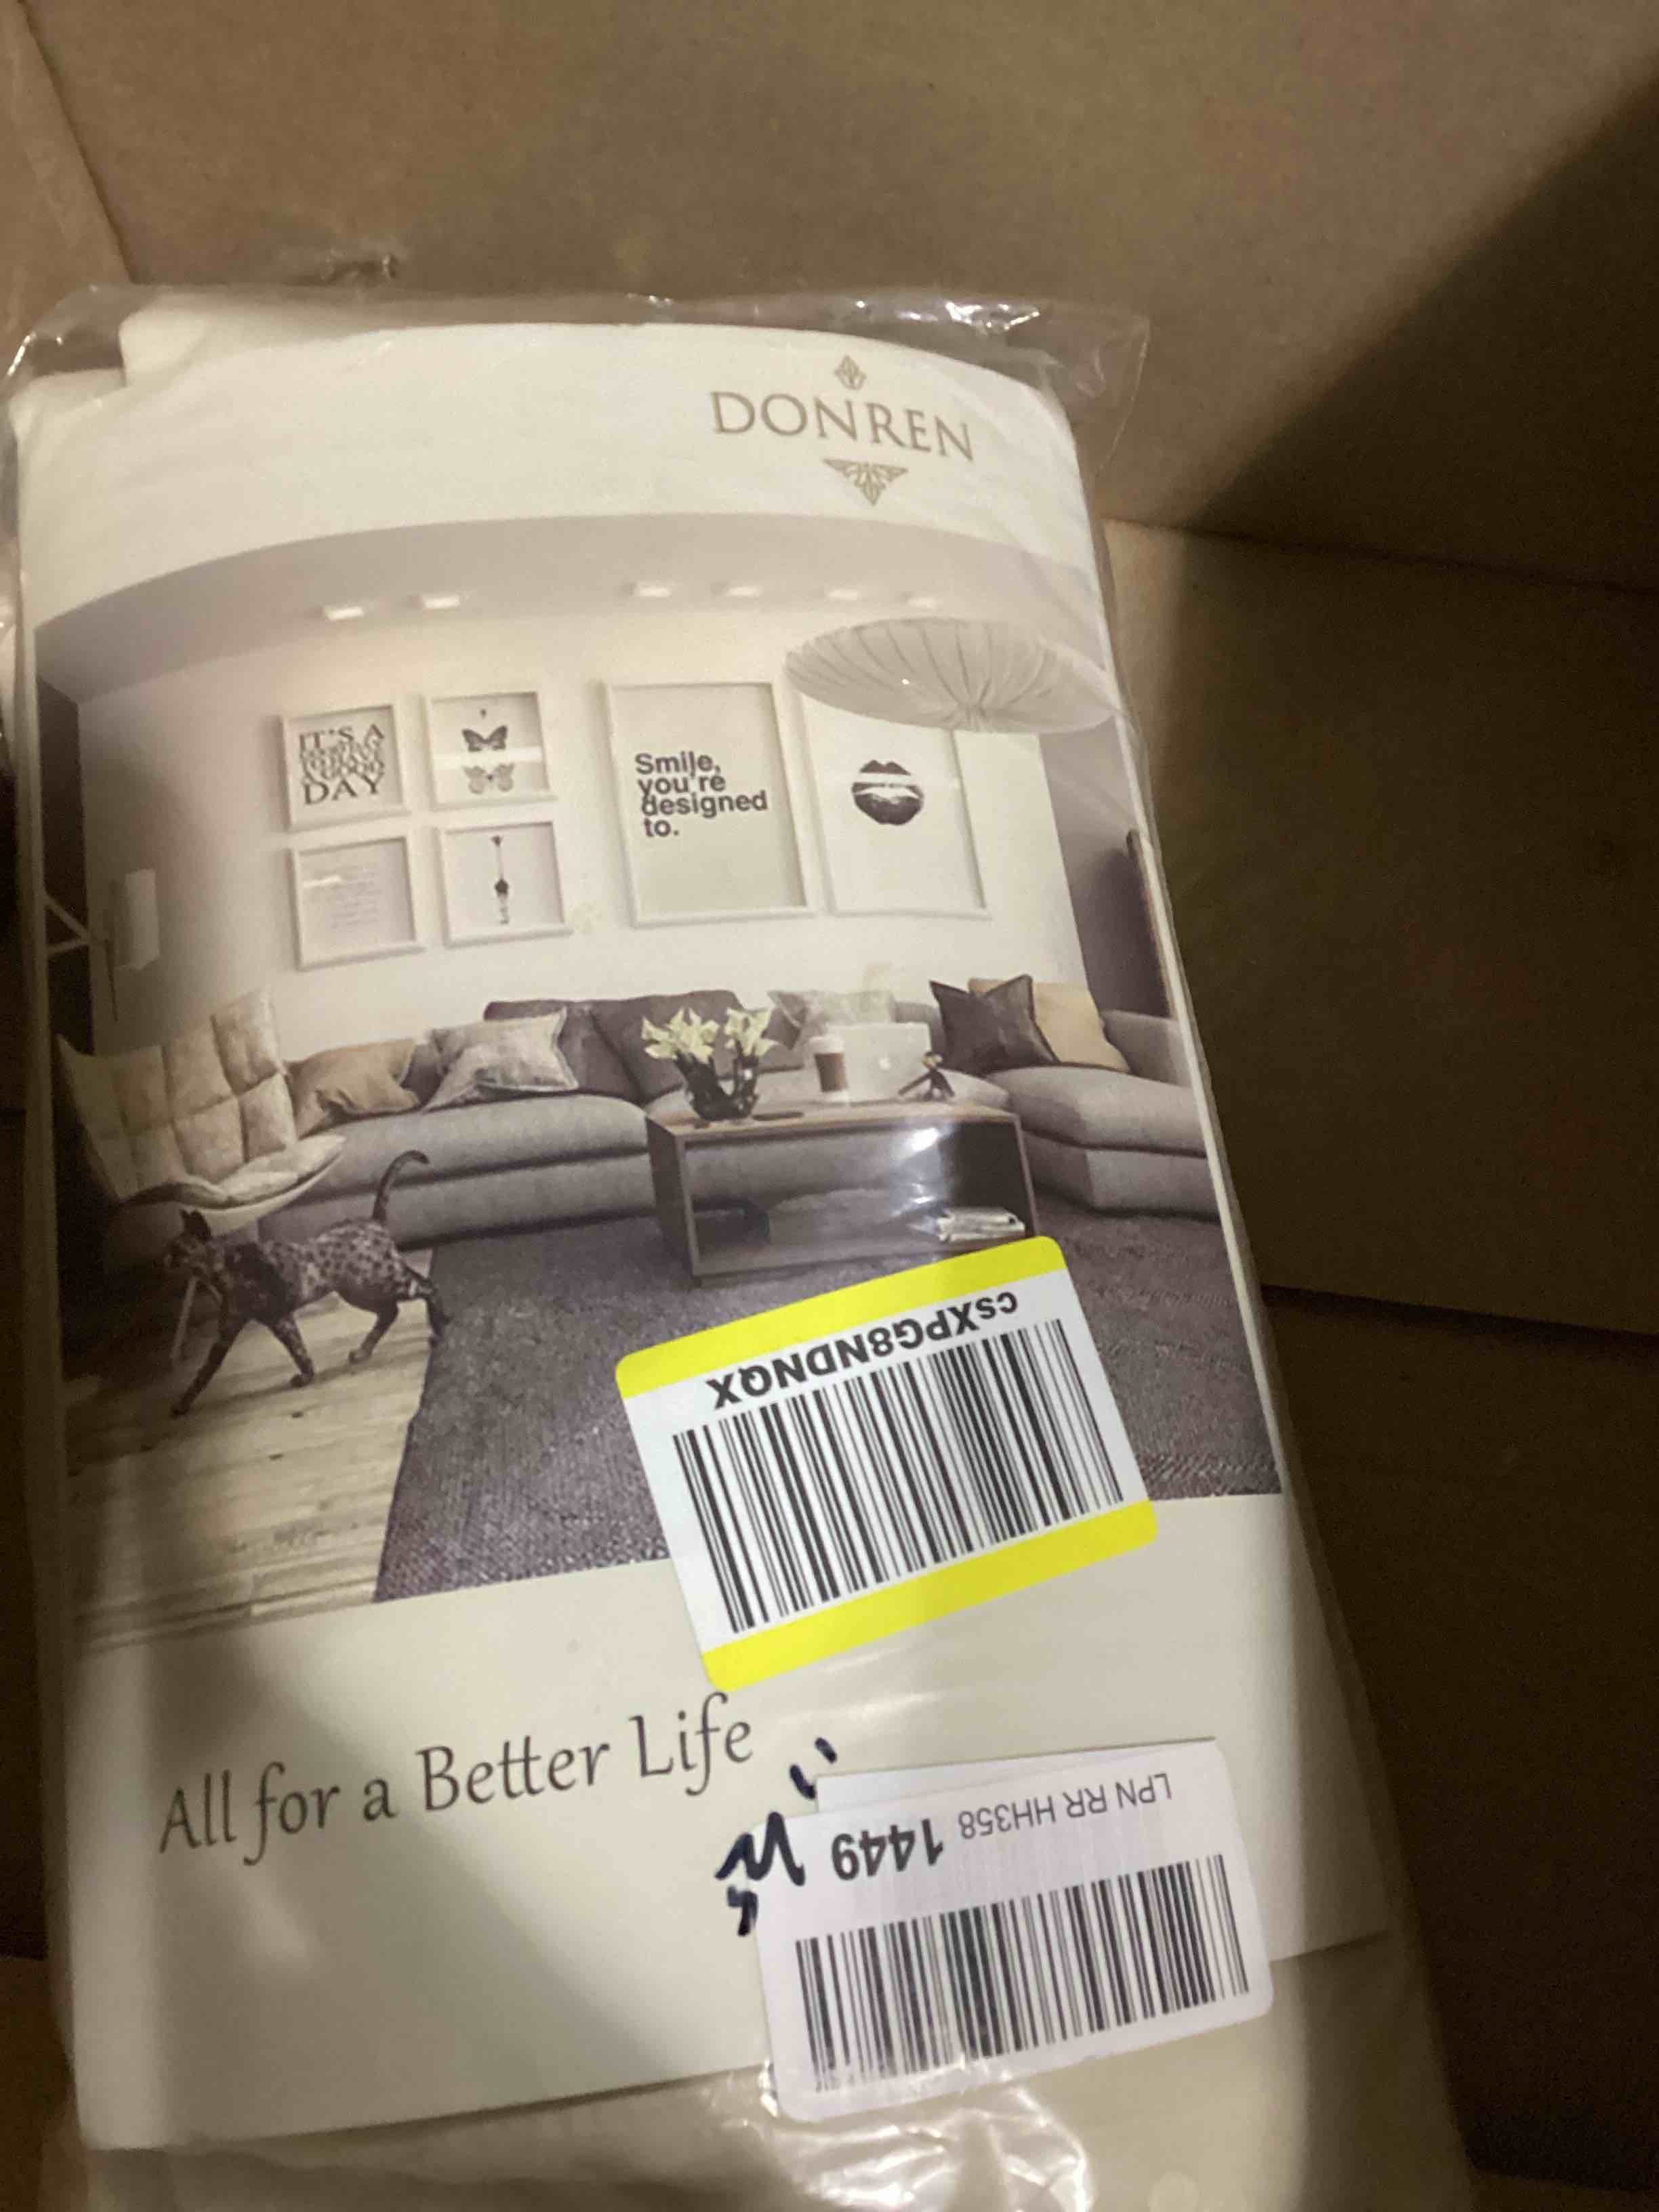 DONREN
IT'S A
DAY
Smile,
you're
designed
to.
csXPG8NDNQX
All for a Better Life
LPN RR HH358 1449